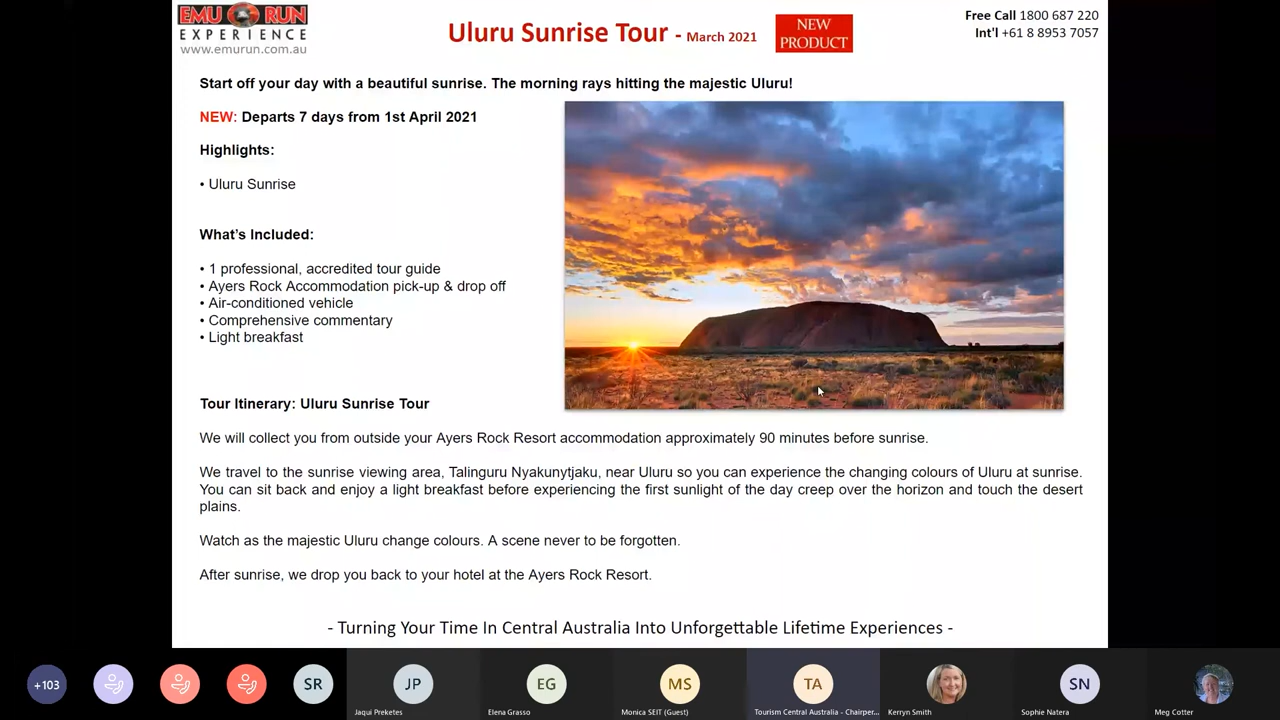 EMU RUN
EXPERIENCE
www.emurun.com.au
Uluru Sunrise Tour - March 2021
NEW
PRODUCT
Free Call 1800 687 220
Int'l +61 8 8953 7057
Start off your day with a beautiful sunrise. The morning rays hitting the majestic Uluru!
NEW: Departs 7 days from 1st April 2021
Highlights:
• Uluru Sunrise
What's Included:
• 1 professional, accredited tour guide
• Ayers Rock Accommodation pick-up & drop off
• Air-conditioned vehicle
• Comprehensive commentary
• Light breakfast
Tour Itinerary: Uluru Sunrise Tour
We will collect you from outside your Ayers Rock Resort accommodation approximately 90 minutes before sunrise.
We travel to the sunrise viewing area, Talinguru Nyakunytjaku, near Uluru so you can experience the changing colours of Uluru at sunrise.
You can sit back and enjoy a light breakfast before experiencing the first sunlight of the day creep over the horizon and touch the desert
plains.
Watch as the majestic Uluru change colours. A scene never to be forgotten.
After sunrise, we drop you back to your hotel at the Ayers Rock Resort.
- Turning Your Time In Central Australia Into Unforgettable Lifetime Experiences -
+103
SR
JP
EG
MS
TA
SN
Jaqui Preketes
Elena Grasso
Monica SEIT (Guest)
Tourism Central Australia - Chairper...
Kerryn Smith
Sophie Natera
Meg Cotter